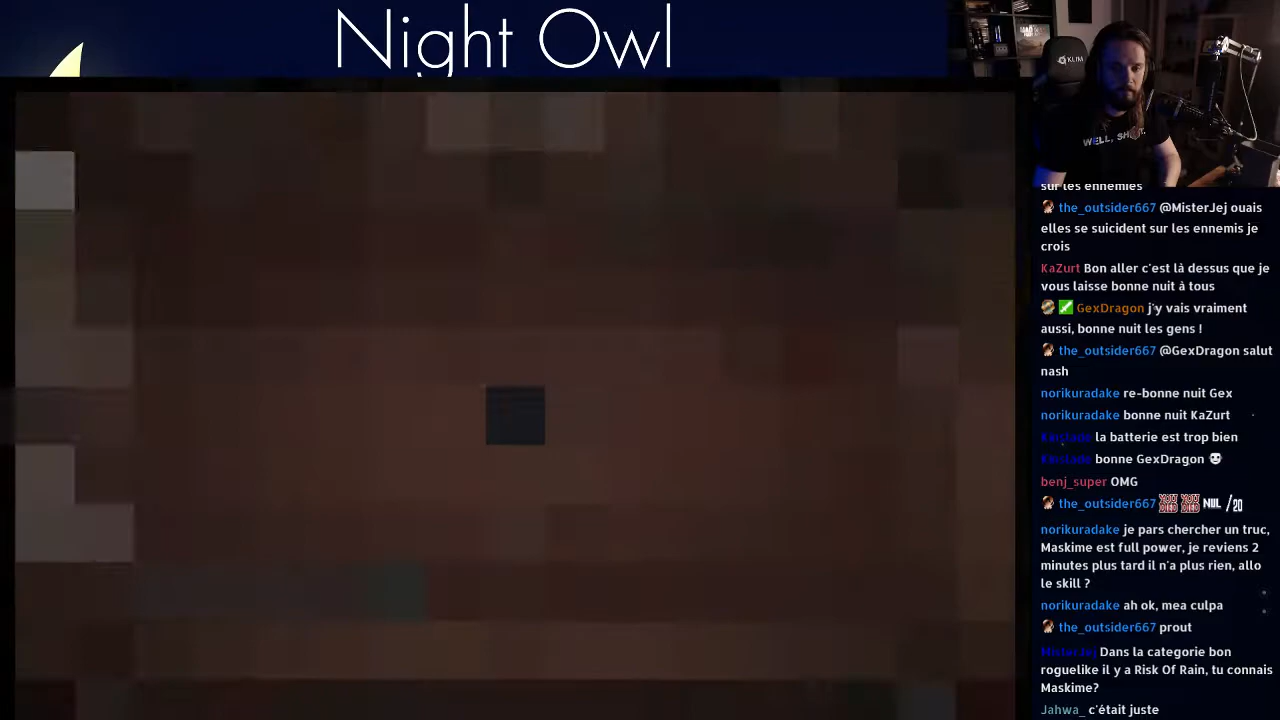 Night Owl
KLIM
WELL, SH
sur les ennemies
the_outsider667 @MisterJej ouais
elles se suicident sur les ennemis je
crois
KaZurt Bon aller c'est là dessus que je
vous laisse bonne nuit à tous
GexDragon j'y vais vraiment
aussi, bonne nuit les gens !
the_outsider667 @GexDragon salut
nash
norikuradake re-bonne nuit Gex
norikuradake bonne nuit KaZurt
la batterie est trop bien
bonne GexDragon
benj_super OMG
the_outsider667 YOU DIED YOU DIED NUL /20
norikuradake je pars chercher un truc,
Maskime est full power, je reviens 2
minutes plus tard il n'a plus rien, allo
le skill ?
norikuradake ah ok, mea culpa
the_outsider667 prout
MisterJej Dans la categorie bon
roguelike il y a Risk Of Rain, tu connais
Maskime?
Jahwa_ c'était juste